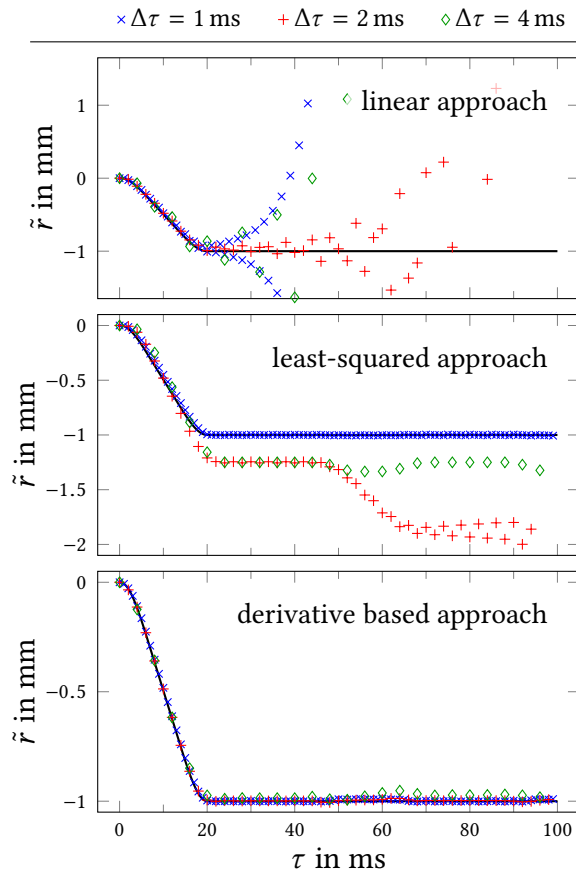 Δτ = 1 ms Δτ = 2 ms Δτ = 4 ms
1
0
−1
r̃ in mm
linear approach
0
−0.5
−1
−1.5
−2
r̃ in mm
least-squared approach
0
−0.5
−1
r̃ in mm
derivative based approach
0 20 40 60 80 100
τ in ms